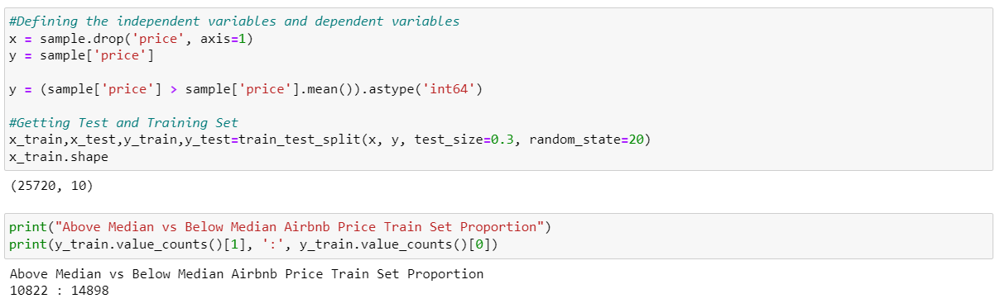 #Defining the independent variables and dependent variables
x = sample.drop('price', axis=1)
y = sample['price']
y = (sample['price'] > sample['price'].mean()).astype('int64')
#Getting Test and Training Set
x_train,x_test,y_train,y_test=train_test_split(x, y, test_size=0.3, random_state=20)
x_train.shape
(25720, 10)
print("Above Median vs Below Median Airbnb Price Train Set Proportion")
print(y_train.value_counts()[1], ':', y_train.value_counts()[0])
Above Median vs Below Median Airbnb Price Train Set Proportion
10822 : 14898